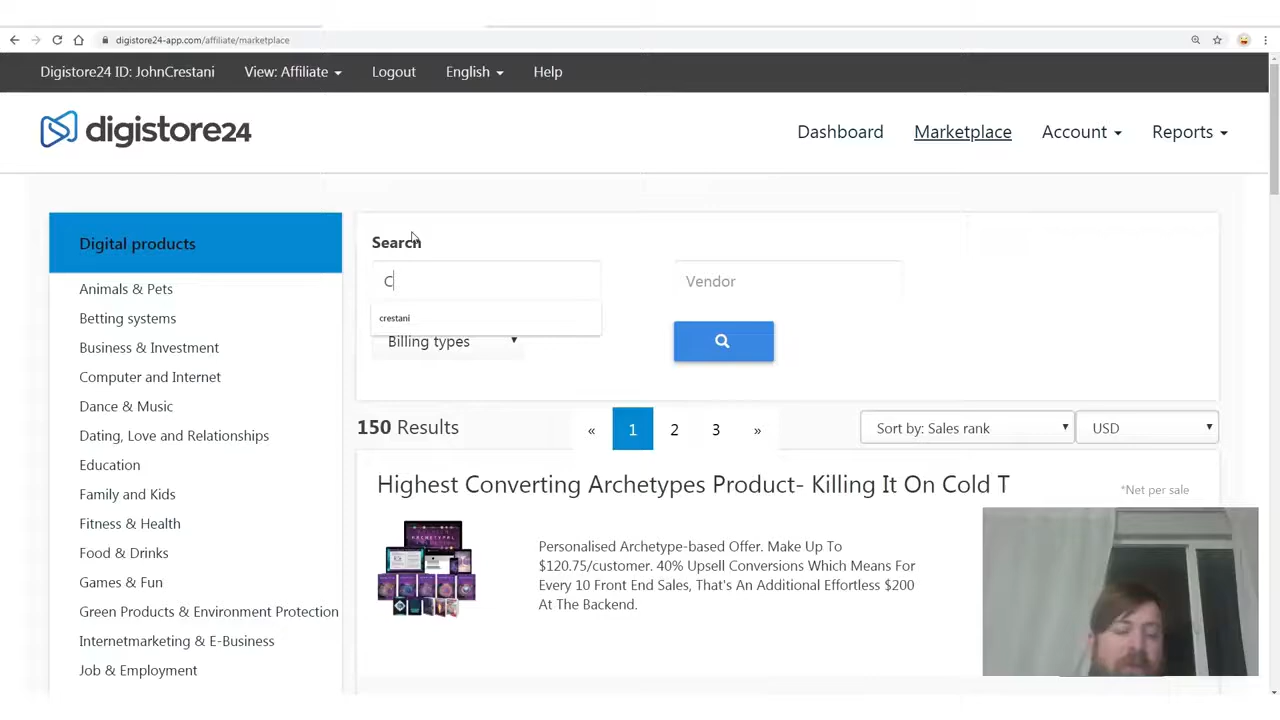 digistore24-app.com/affiliate/marketplace
Digistore24 ID: JohnCrestani
View: Affiliate
Logout
English
Help
digistore24
Dashboard
Marketplace
Account
Reports
Digital products
Animals & Pets
Betting systems
Business & Investment
Computer and Internet
Dance & Music
Dating, Love and Relationships
Education
Family and Kids
Fitness & Health
Food & Drinks
Games & Fun
Green Products & Environment Protection
Internetmarketing & E-Business
Job & Employment
Search
C
Vendor
crestani
Billing types
150 Results
«
1
2
3
»
Sort by: Sales rank
USD
Highest Converting Archetypes Product- Killing It On Cold T
*Net per sale
Personalised Archetype-based Offer. Make Up To
$120.75/customer. 40% Upsell Conversions Which Means For
Every 10 Front End Sales, That's An Additional Effortless $200
At The Backend.